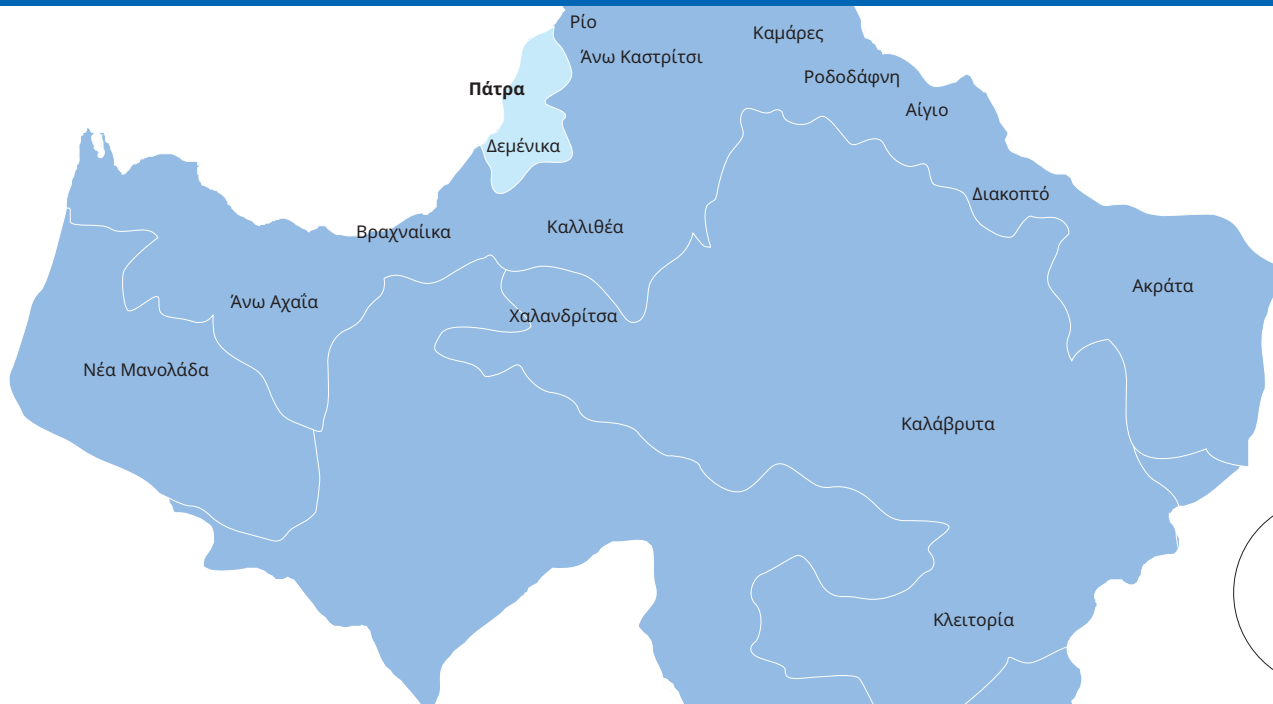 Ρίο
Καμάρες
Άνω Καστρίτσι
Ροδοδάφνη
Πάτρα
Αίγιο
Δεμένικα
Διακοπτό
Καλλιθέα
Βραχναίικα
Ακράτα
Άνω Αχαΐα
Χαλανδρίτσα
Νέα Μανολάδα
Καλάβρυτα
Κλειτορία